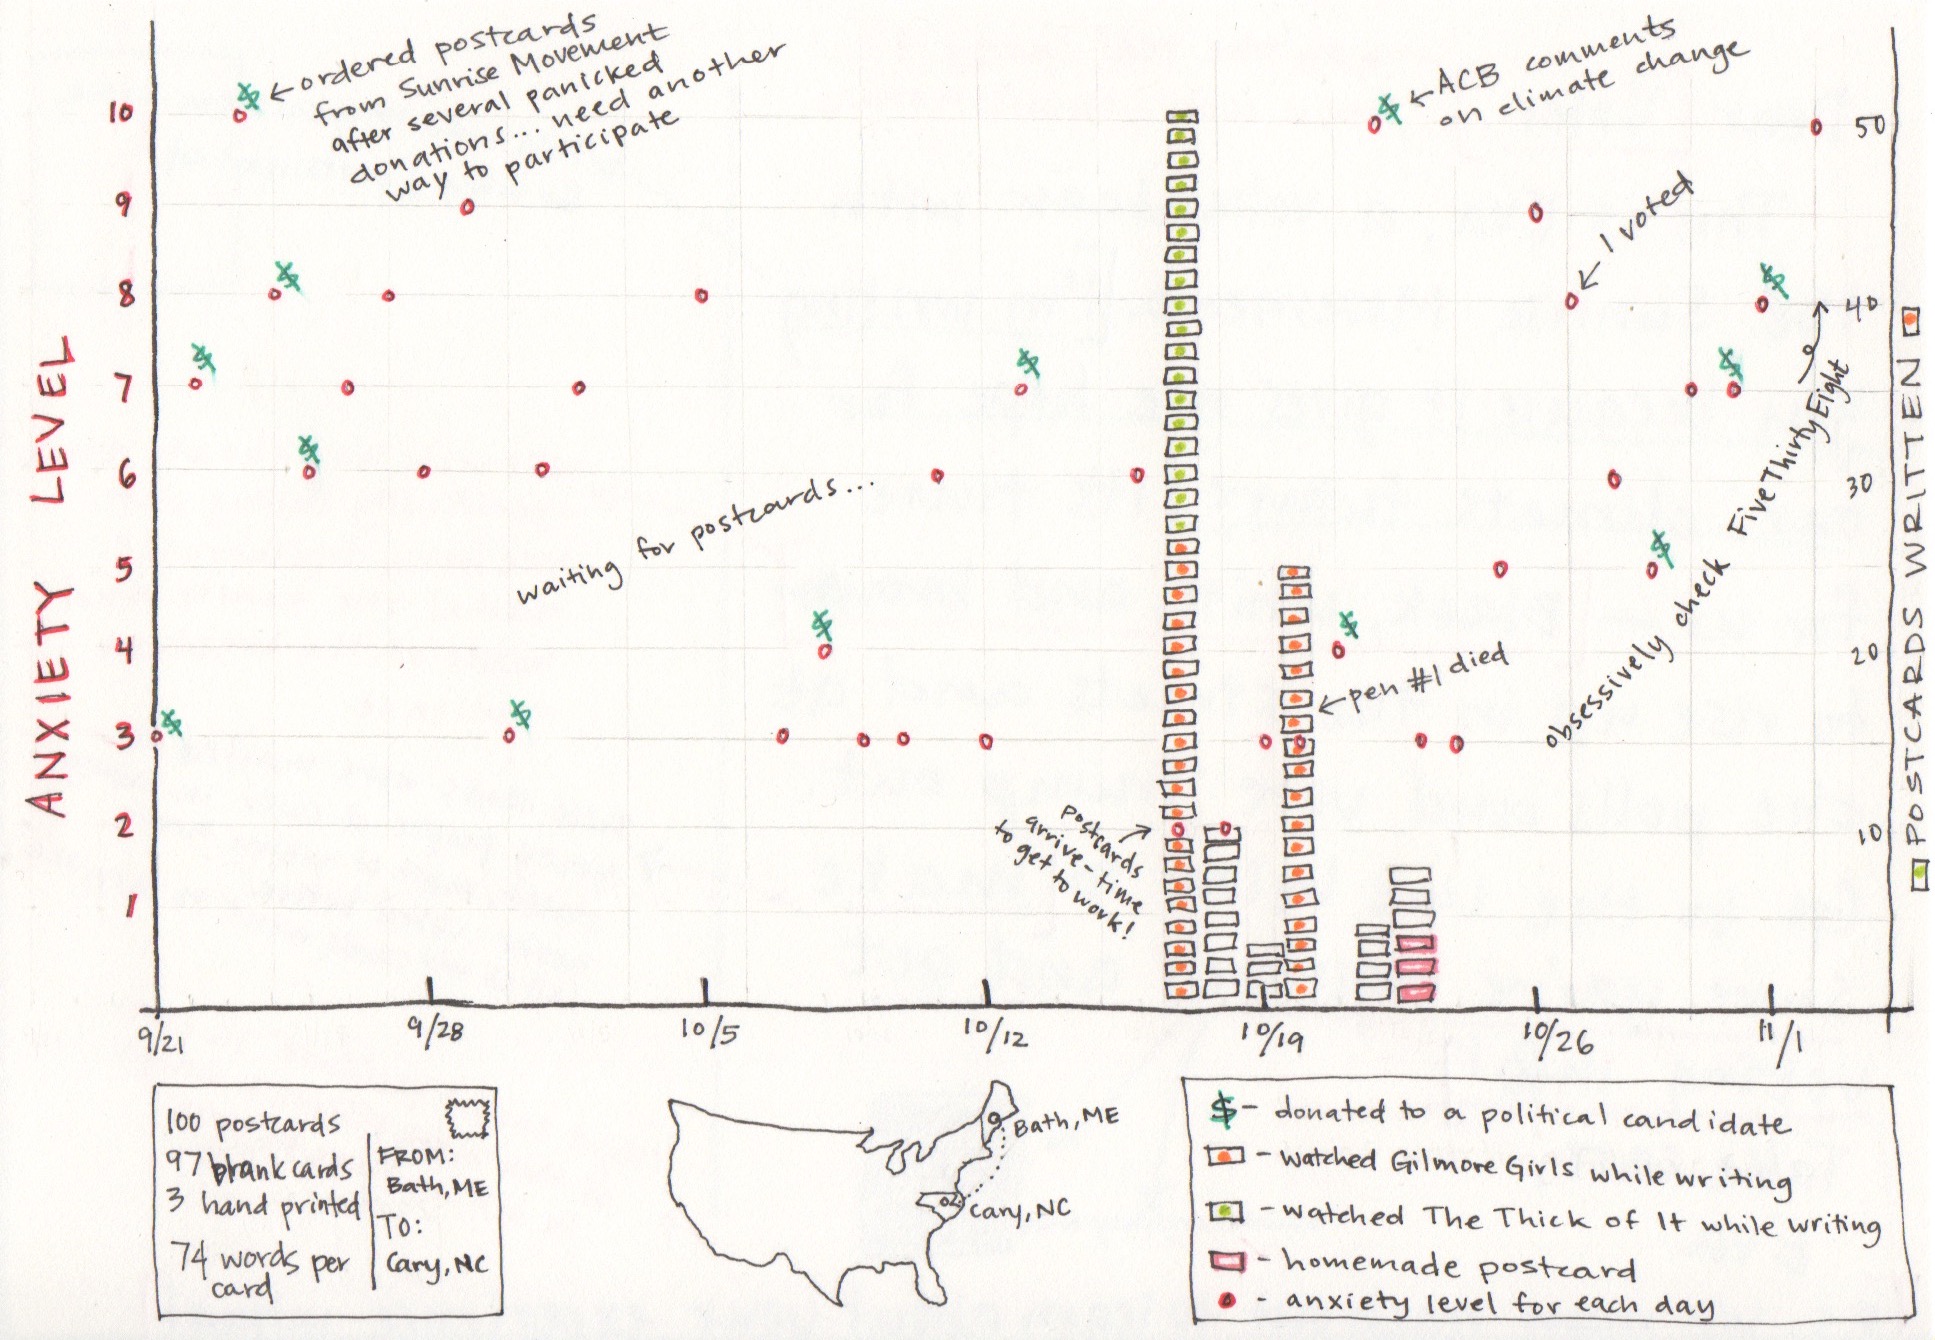 ← ordered postcards
from Sunrise Movement
after several panicked
donations... need another
way to participate
← ACB comments
on climate change
I voted
ANXIETY LEVEL
10
9
8
7
6
5
4
3
2
1
$
$
$
$
$
$
$
$
$
$
$
$
$
waiting for postcards...
postcards
arrive - time
to get to work!
← pen #1 died
obsessively check FiveThirtyEight
50
40
30
20
10
POSTCARDS WRITTEN
9/21
9/28
10/5
10/12
10/19
10/26
11/1
100 postcards
97 blank cards
3 hand printed
74 words per
card
FROM:
Bath, ME
TO:
Cary, NC
Bath, ME
Cary, NC
$ - donated to a political candidate
- watched Gilmore Girls while writing
- watched The Thick of It while writing
- homemade postcard
- anxiety level for each day